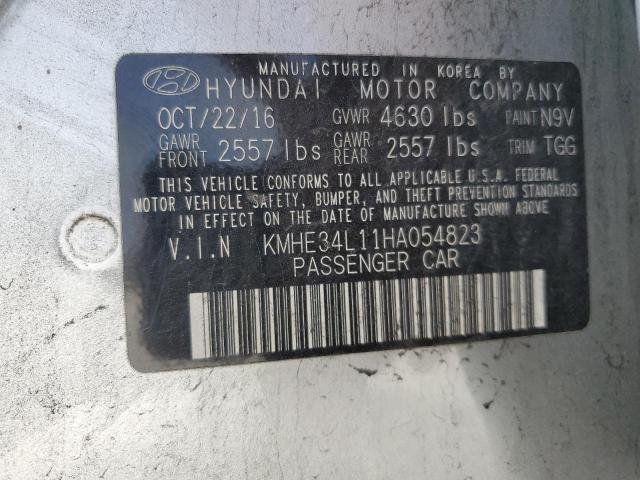 MANUFACTURED IN KOREA BY
HYUNDAI MOTOR COMPANY
OCT/22/16 GVWR 4630 lbs PAINT N9V
GAWR FRONT 2557 lbs GAWR REAR 2557 lbs TRIM TGG
THIS VEHICLE CONFORMS TO ALL APPLICABLE U.S.A. FEDERAL
MOTOR VEHICLE SAFETY, BUMPER, AND THEFT PREVENTION STANDARDS
IN EFFECT ON THE DATE OF MANUFACTURE SHOWN ABOVE.
V.I.N KMHE34L11HA054823
PASSENGER CAR